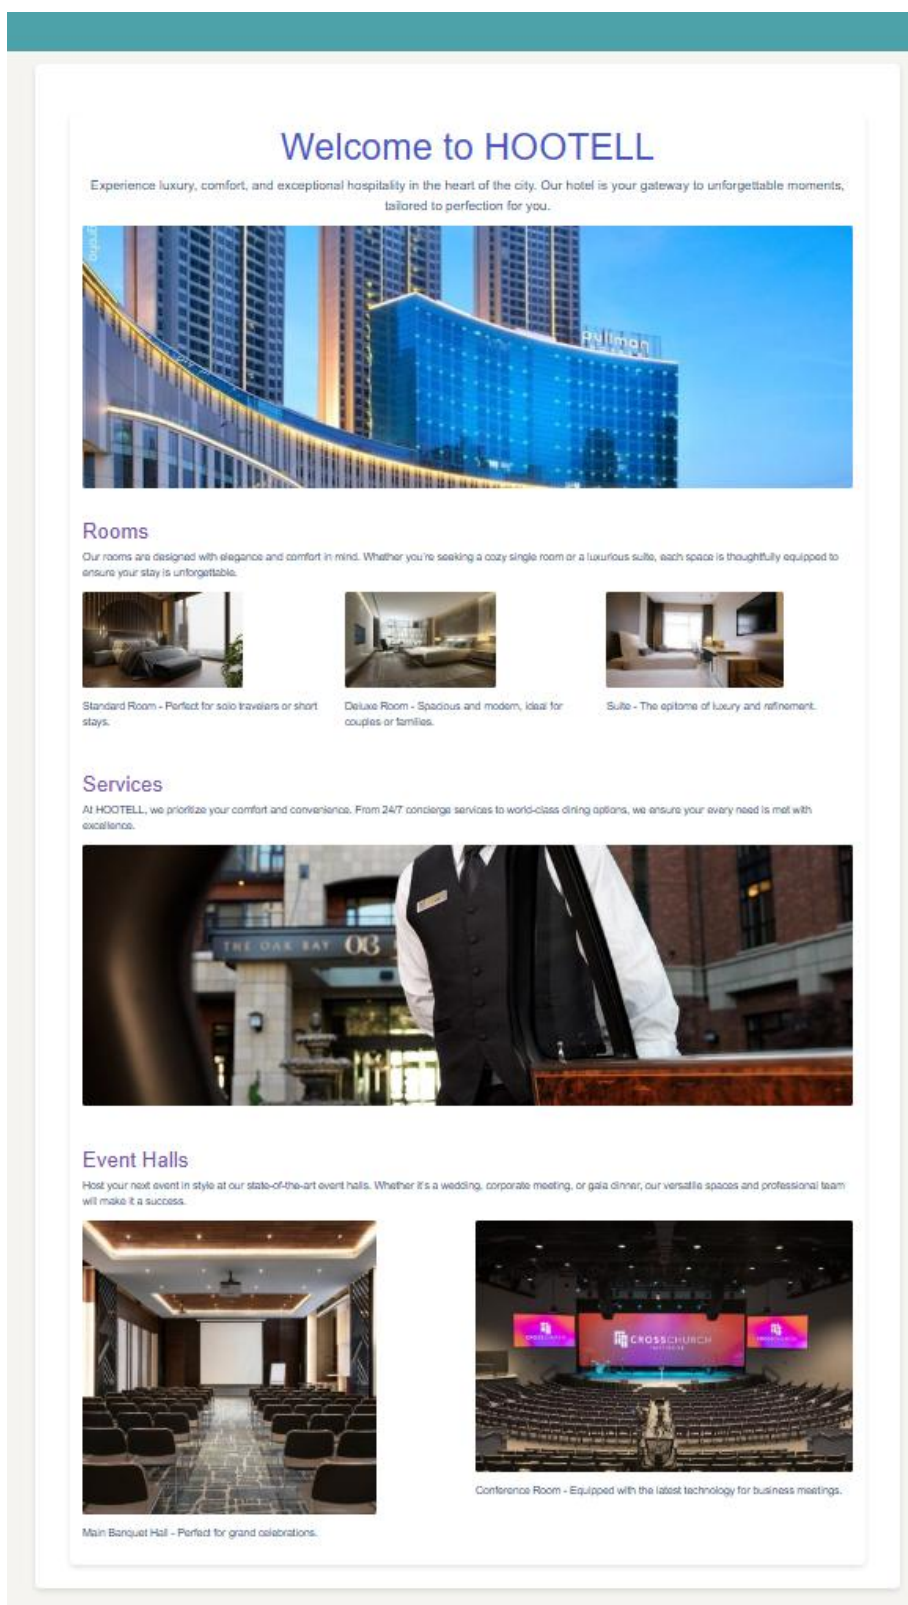 Welcome to HOOTELL
Experience luxury, comfort, and exceptional hospitality in the heart of the city. Our hotel is your gateway to unforgettable moments,
tailored to perfection for you.
pullman
Rooms
Our rooms are designed with elegance and comfort in mind. Whether you're seeking a cozy single room or a luxurious suite, each space is thoughtfully equipped to
ensure your stay is unforgettable.
Standard Room - Perfect for solo travelers or short
stays.
Deluxe Room - Spacious and modern, ideal for
couples or families.
Suite - The epitome of luxury and refinement.
Services
At HOOTELL, we prioritize your comfort and convenience. From 24/7 concierge services to world-class dining options, we ensure your every need is met with
excellence.
THE OAK BAY OB
Event Halls
Host your next event in style at our state-of-the-art event halls. Whether it's a wedding, corporate meeting, or gala dinner, our versatile spaces and professional team
will make it a success.
CROSSCHURCH
Conference Room - Equipped with the latest technology for business meetings.
Main Banquet Hall - Perfect for grand celebrations.